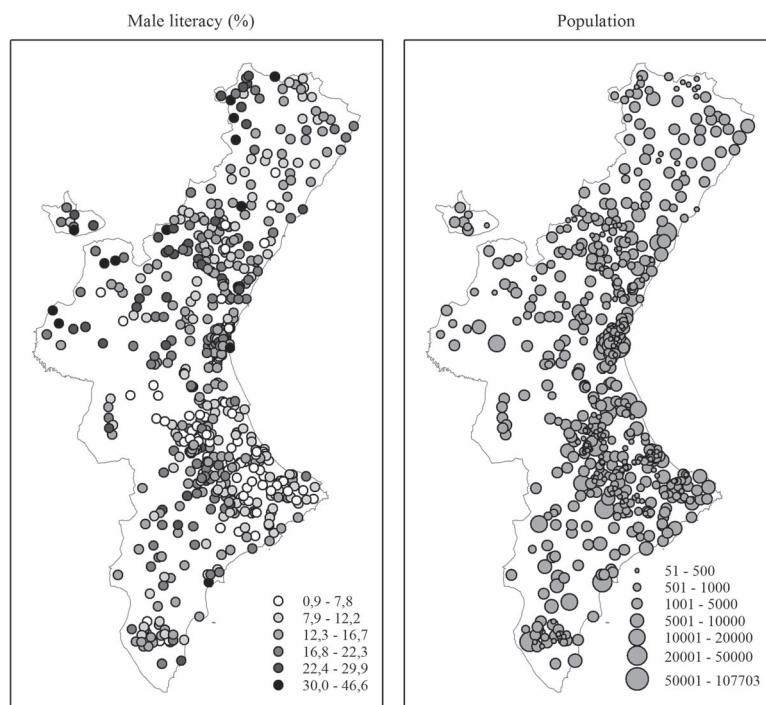 Male literacy (%)
Population
0,9 - 7,8
7,9 - 12,2
12,3 - 16,7
16,8 - 22,3
22,4 - 29,9
30,0 - 46,6
51 - 500
501 - 1000
1001 - 5000
5001 - 10000
10001 - 20000
20001 - 50000
50001 - 107703